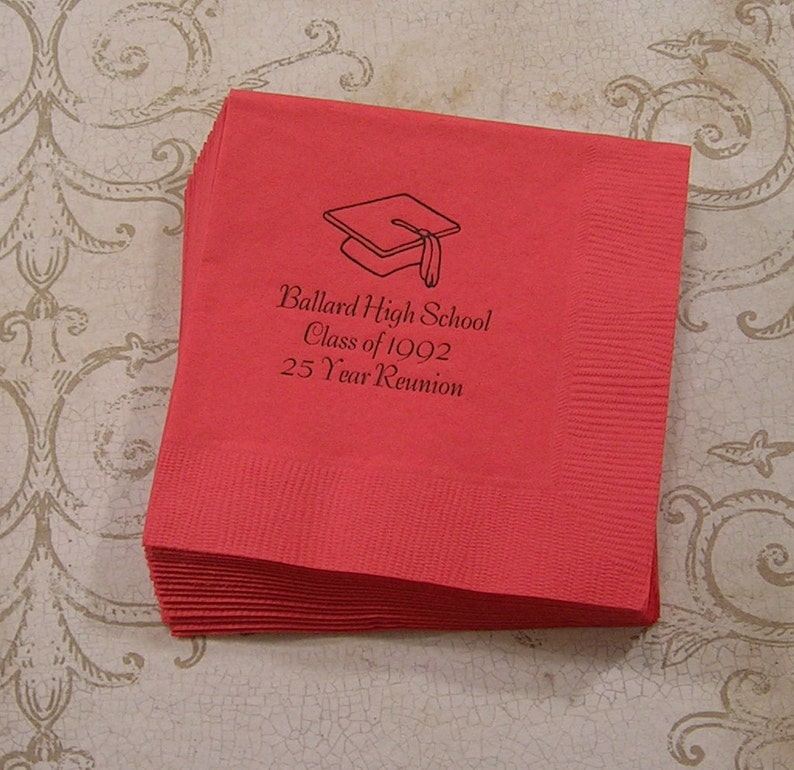 Ballard High School
Class of 1992
25 Year Reunion